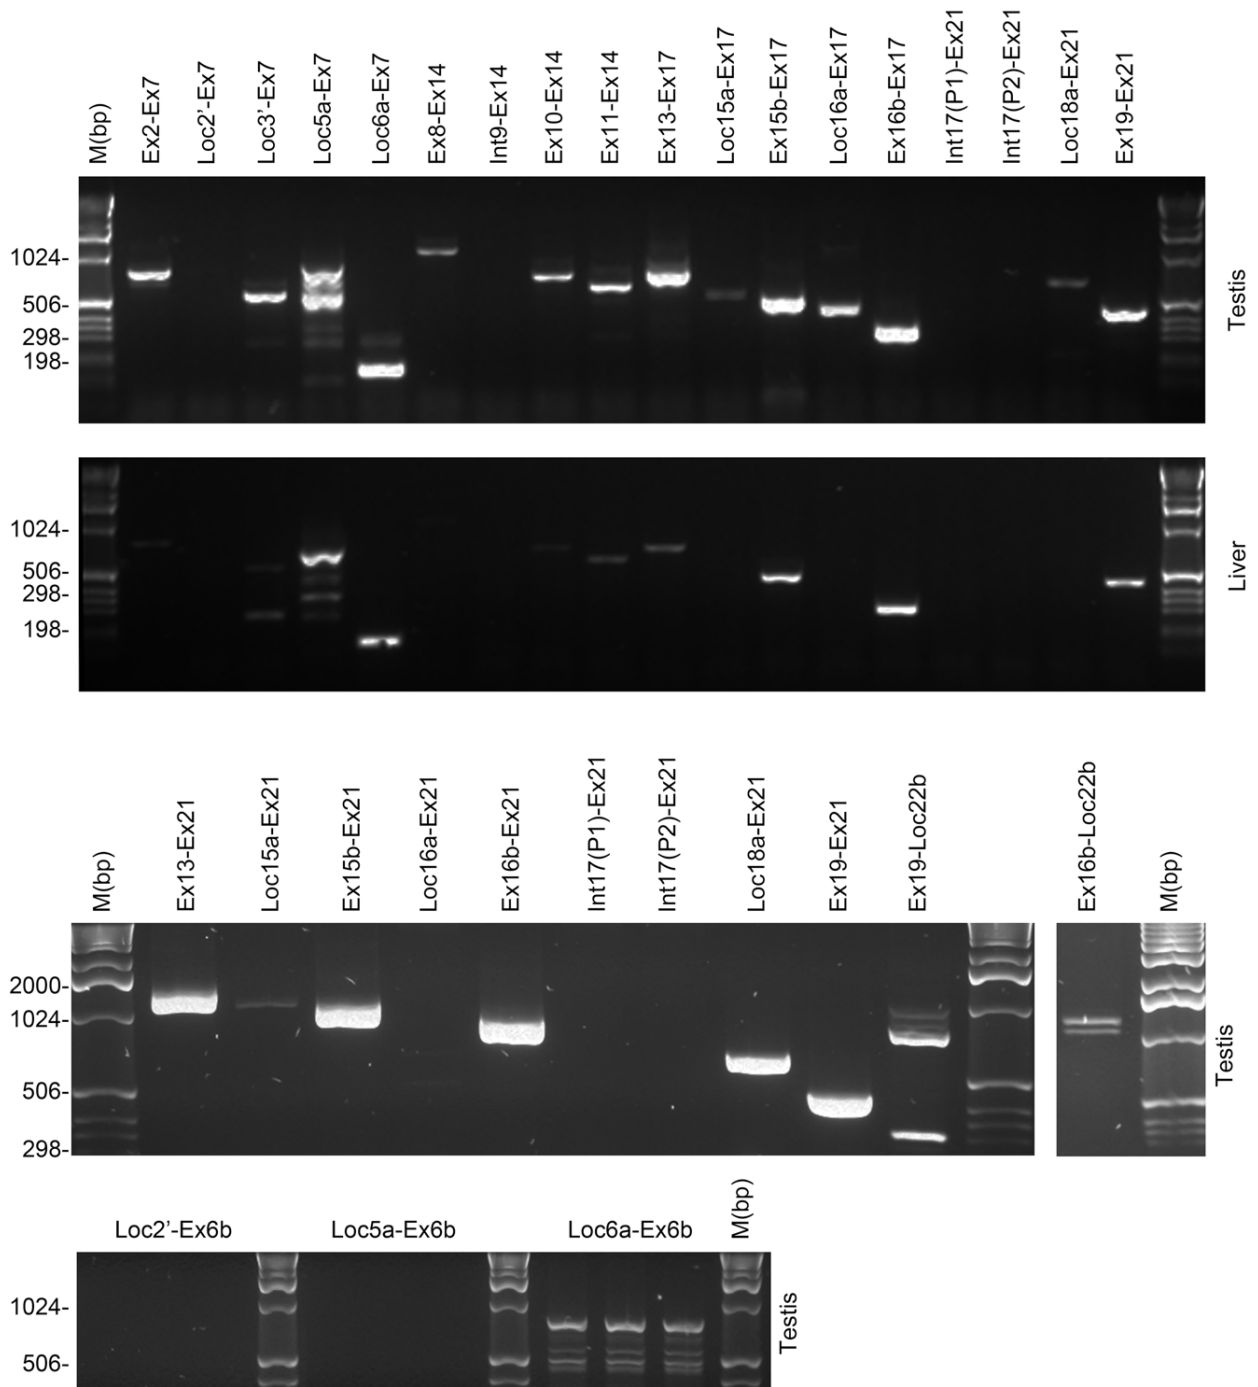 M(bp) Ex2-Ex7 Loc2’-Ex7 Loc3’-Ex7 Loc5a-Ex7 Loc6a-Ex7 Ex8-Ex14 Int9-Ex14 Ex10-Ex14 Ex11-Ex14 Ex13-Ex17 Loc15a-Ex17 Ex15b-Ex17 Loc16a-Ex17 Ex16b-Ex17 Int17(P1)-Ex21 Int17(P2)-Ex21 Loc18a-Ex21 Ex19-Ex21
1024-
506-
298-
198-
Testis
1024-
506-
298-
198-
Liver
M(bp) Ex13-Ex21 Loc15a-Ex21 Ex15b-Ex21 Loc16a-Ex21 Ex16b-Ex21 Int17(P1)-Ex21 Int17(P2)-Ex21 Loc18a-Ex21 Ex19-Ex21 Ex19-Loc22b Ex16b-Loc22b M(bp)
2000-
1024-
506-
298-
Testis
Loc2’-Ex6b Loc5a-Ex6b Loc6a-Ex6b M(bp)
1024-
506-
Testis